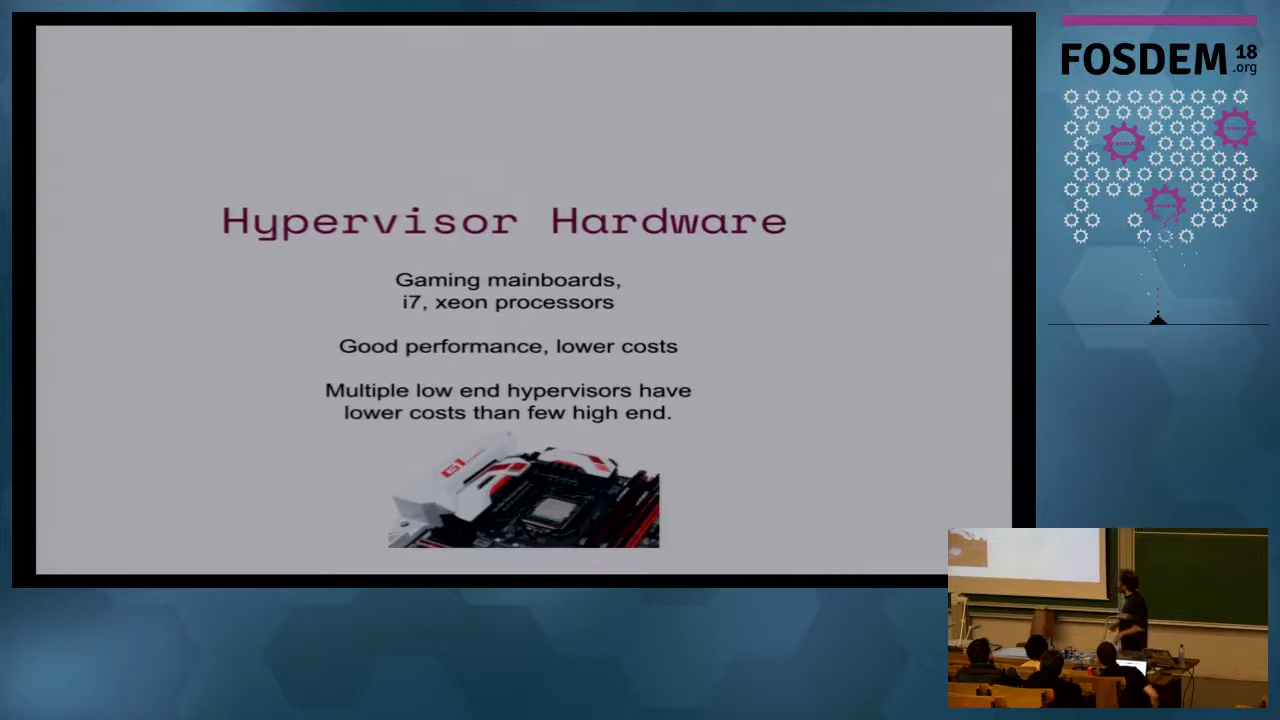 Hypervisor Hardware
Gaming mainboards,
i7, xeon processors
Good performance, lower costs
Multiple low end hypervisors have
lower costs than few high end.
G1
FOSDEM 18
.org